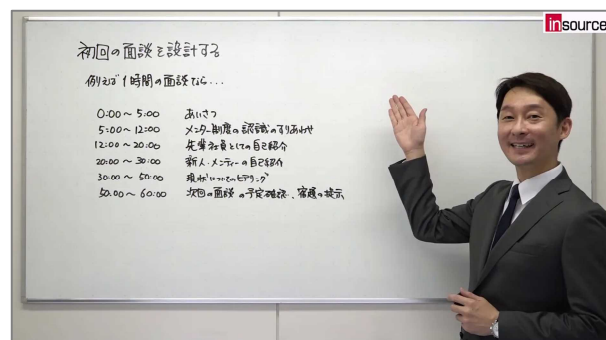 insource
初回の面談を設計する
例えば1時間の面談なら...
0:00～5:00 あいさつ
5:00～12:00 メンター制度の認識のすりあわせ
12:00～20:00 先輩社員としての自己紹介
20:00～30:00 新人・メンティーの自己紹介
30:00～50:00 現状についてのヒアリング
50:00～60:00 次回の面談の予定確認、宿題の提示